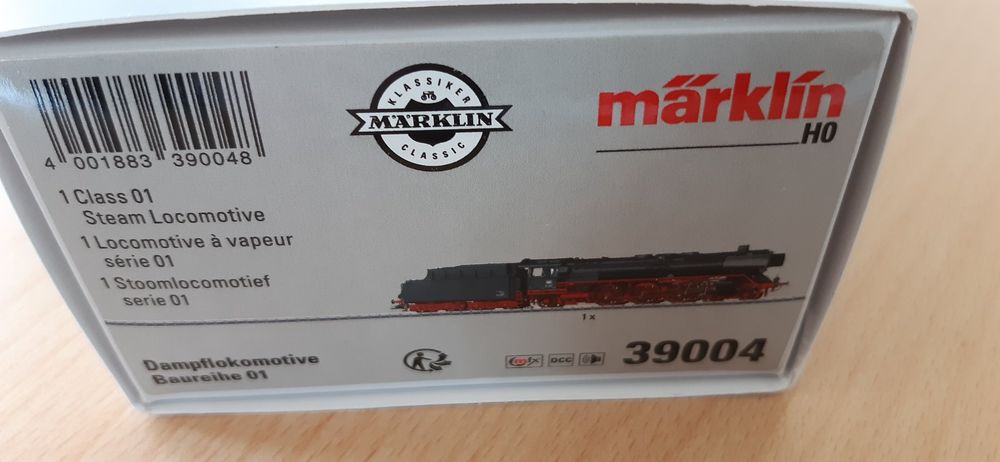 4 001883 390048
1 Class 01
Steam Locomotive
1 Locomotive à vapeur
série 01
1 Stoomlocomotief
serie 01
Dampflokomotive
Baureihe 01
KLASSIKER
MÄRKLIN
CLASSIC
märklin
H0
1 x
mfx
DCC
39004